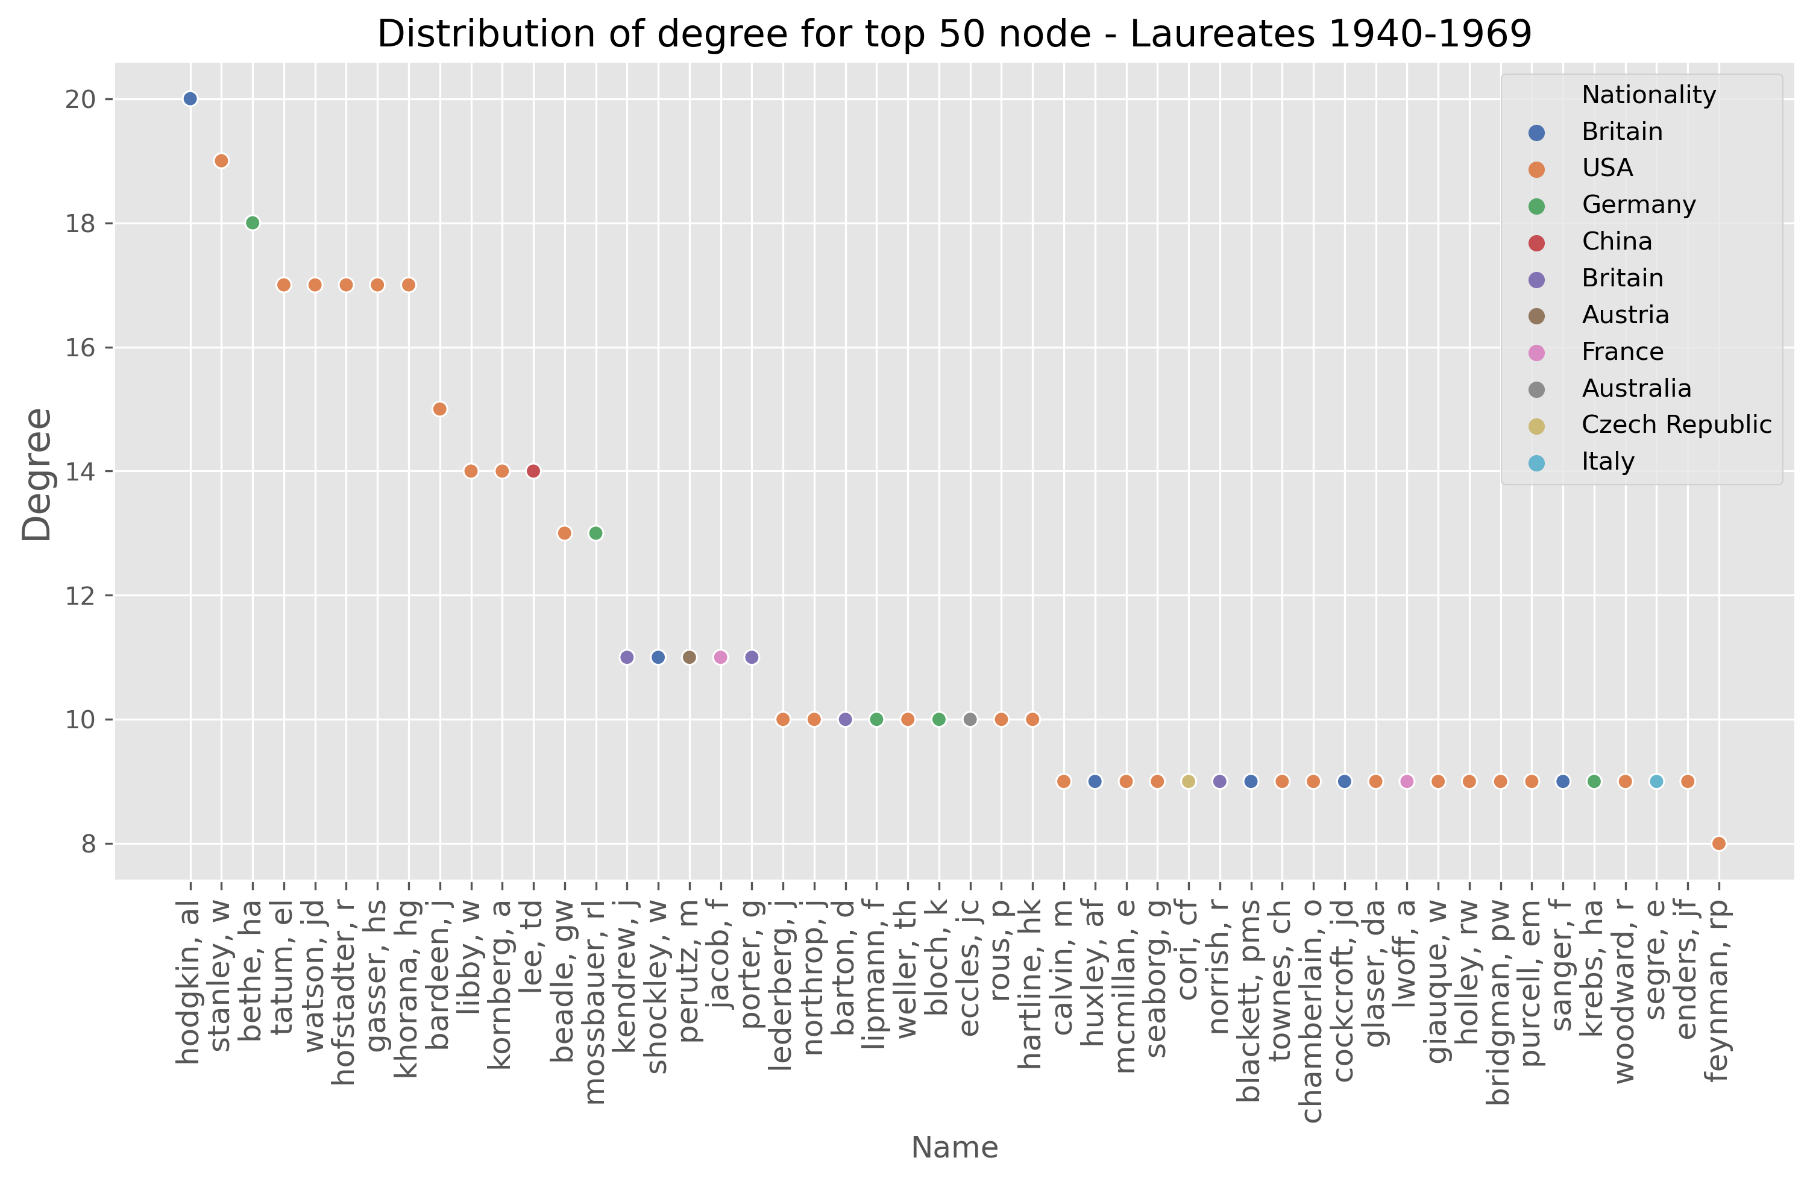 Distribution of degree for top 50 node - Laureates 1940-1969
Nationality
Britain
USA
Germany
China
Britain
Austria
France
Australia
Czech Republic
Italy
Degree
20
18
16
14
12
10
8
hodgkin, al
stanley, w
bethe, ha
tatum, el
watson, jd
hofstadter, r
gasser, hs
khorana, hg
bardeen, j
libby, w
kornberg, a
lee, td
beadle, gw
mossbauer, rl
kendrew, j
shockley, w
perutz, m
jacob, f
porter, g
lederberg, j
northrop, j
barton, d
lipmann, f
weller, th
bloch, k
eccles, jc
rous, p
hartline, hk
calvin, m
huxley, af
mcmillan, e
seaborg, g
cori, cf
norrish, r
blackett, pms
townes, ch
chamberlain, o
cockcroft, jd
glaser, da
lwoff, a
giauque, w
holley, rw
bridgman, pw
purcell, em
sanger, f
krebs, ha
woodward, r
segre, e
enders, jf
feynman, rp
Name